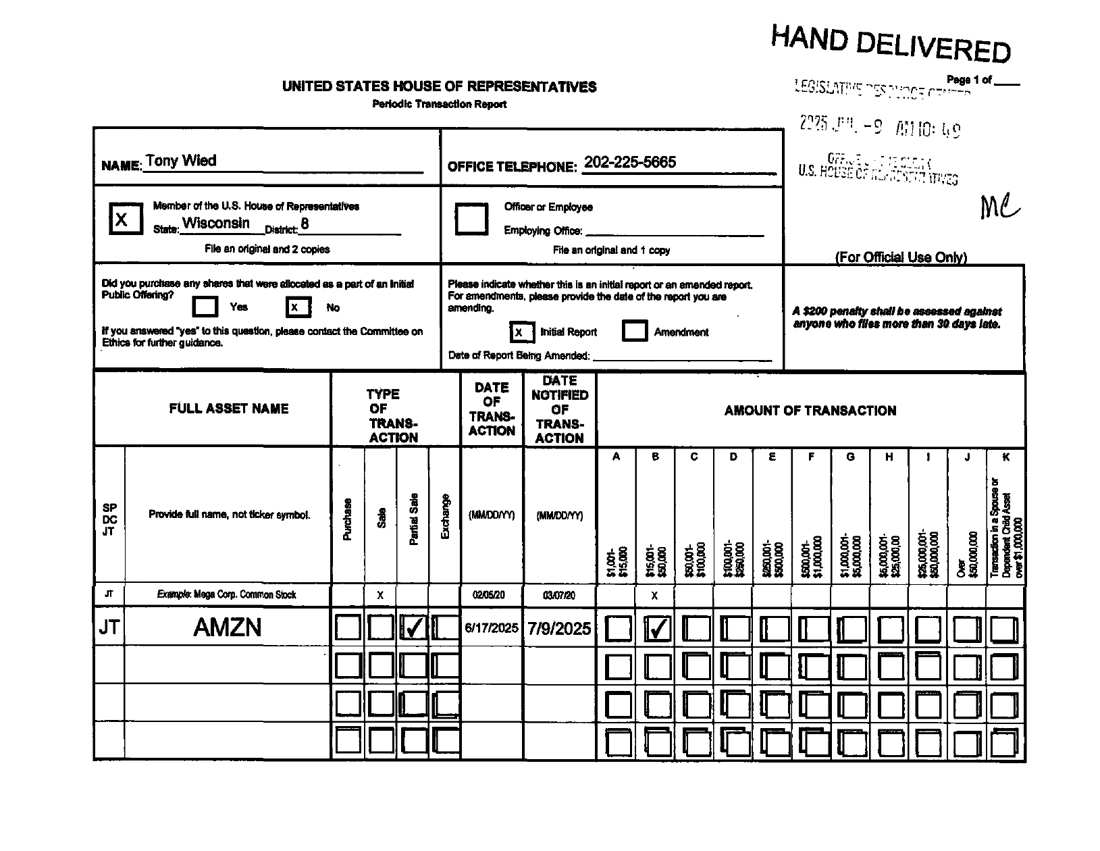 HAND DELIVERED
Page 1 of ____
UNITED STATES HOUSE OF REPRESENTATIVES
Periodic Transaction Report
LEGISLATIVE RESOURCE CENTER
2025 JUL -9 AM 10: 49
U.S. HOUSE OF REPRESENTATIVES
MC
(For Official Use Only)
NAME: Tony Wied
OFFICE TELEPHONE: 202-225-5665
X Member of the U.S. House of Representatives
State: Wisconsin District: 8
File an original and 2 copies
Officer or Employee
Employing Office:
File an original and 1 copy
Did you purchase any shares that were allocated as a part of an Initial
Public Offering?
Yes X No
If you answered "yes" to this question, please contact the Committee on
Ethics for further guidance.
Please indicate whether this is an initial report or an amended report.
For amendments, please provide the date of the report you are
amending.
X Initial Report Amendment
Date of Report Being Amended:
A $200 penalty shall be assessed against
anyone who files more than 30 days late.
FULL ASSET NAME
TYPE
OF
TRANS-
ACTION
DATE
OF
TRANS-
ACTION
DATE
NOTIFIED
OF
TRANS-
ACTION
AMOUNT OF TRANSACTION
SP
DC
JT
Provide full name, not ticker symbol.
Purchase
Sale
Partial Sale
Exchange
(MM/DD/YY)
(MM/DD/YY)
A B C D E F G H I J K
$1,001-
$15,000
$15,001-
$50,000
$50,001-
$100,000
$100,001-
$250,000
$250,001-
$500,000
$500,001-
$1,000,000
$1,000,001-
$5,000,000
$5,000,001-
$25,000,00
$25,000,001-
$50,000,000
Over
$50,000,000
Transaction in a Spouse or
Dependent Child Asset
over $1,000,000
JT Example: Mega Corp. Common Stock X 02/05/20 03/07/20 X
JT AMZN ✓ 6/17/2025 7/9/2025 ✓